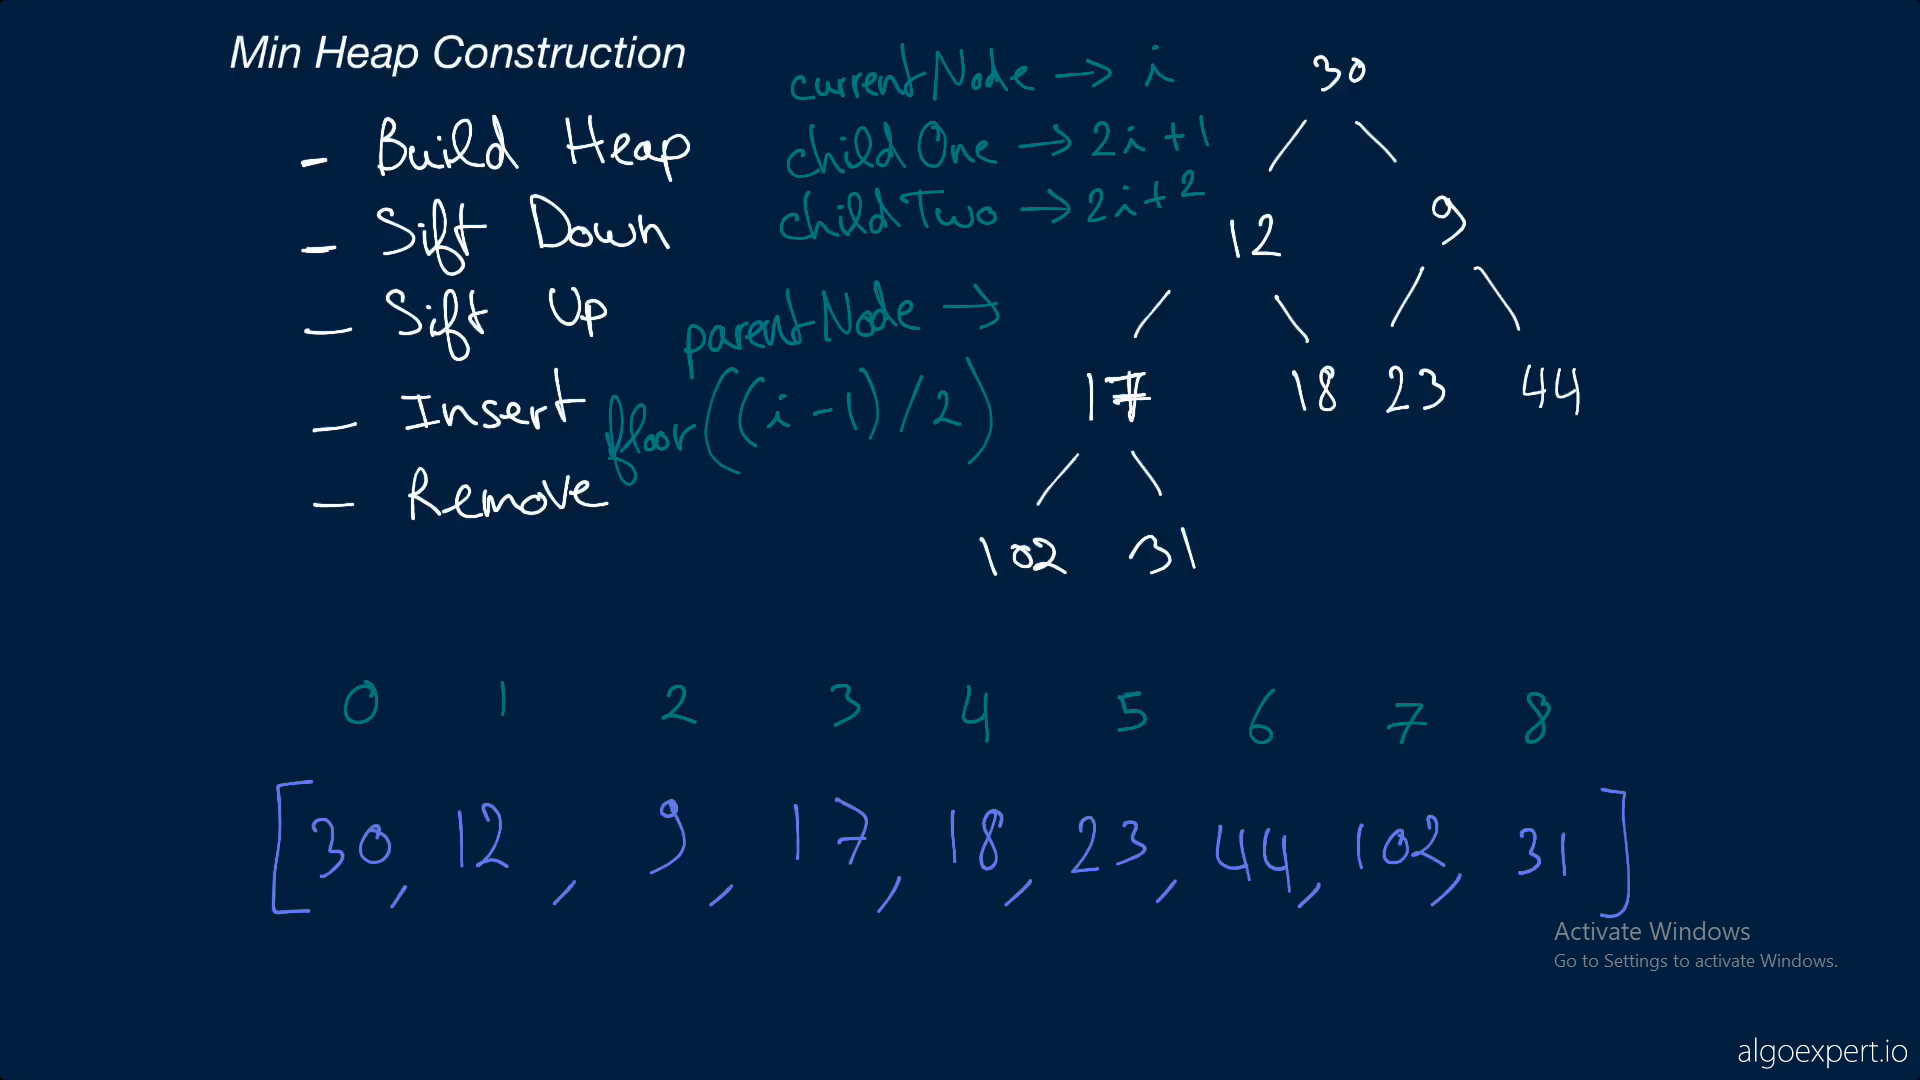 Min Heap Construction
- Build Heap
- Sift Down
- Sift Up
- Insert
- Remove
currentNode → i
childOne → 2i+1
childTwo → 2i+2
parentNode →
floor((i-1)/2)
30
12 9
17 18 23 44
102 31
0 1 2 3 4 5 6 7 8
[30, 12, 9, 17, 18, 23, 44, 102, 31]
Activate Windows
Go to Settings to activate Windows.
algoexpert.io